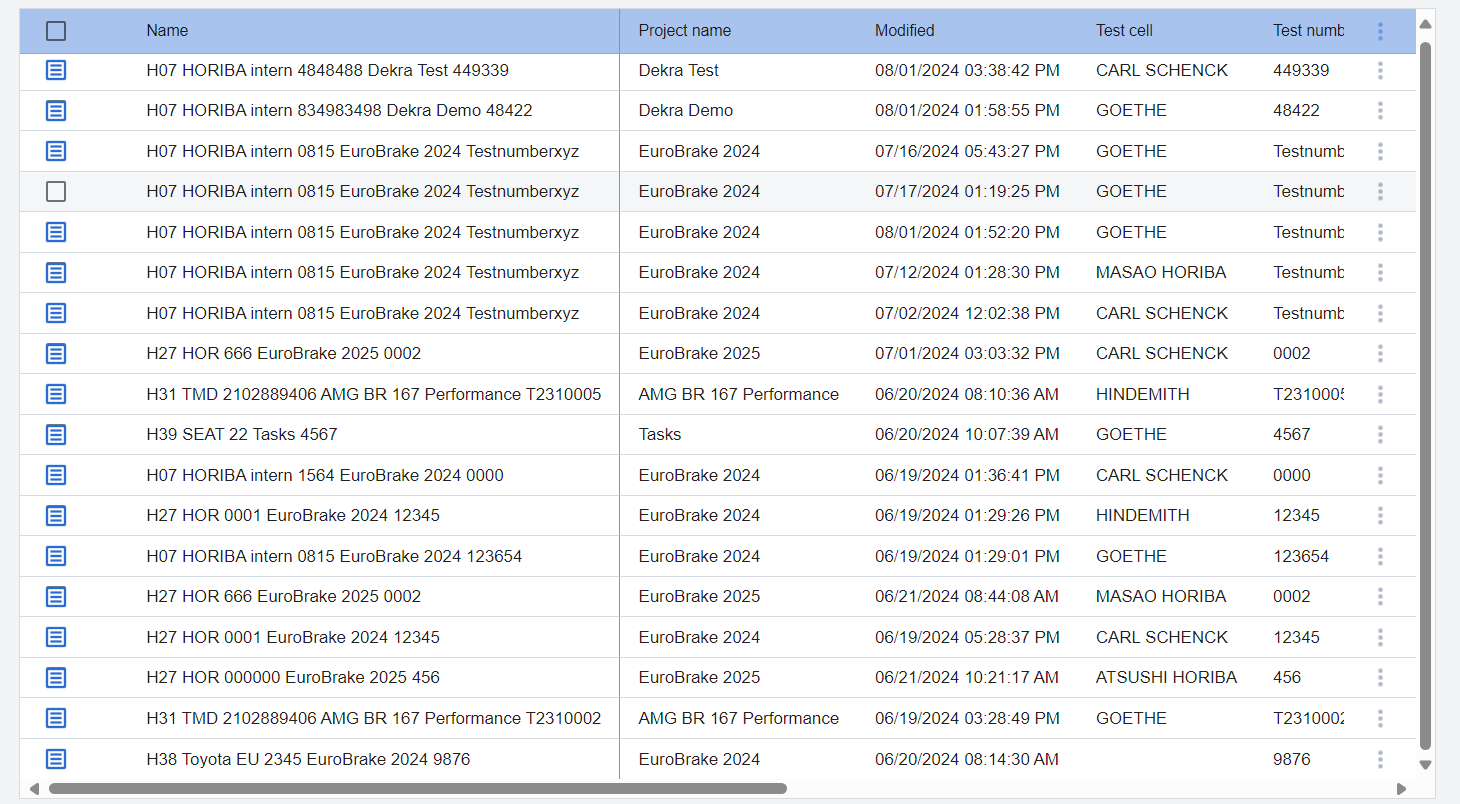 Name Project name Modified Test cell Test numb
H07 HORIBA intern 4848488 Dekra Test 449339 Dekra Test 08/01/2024 03:38:42 PM CARL SCHENCK 449339
H07 HORIBA intern 834983498 Dekra Demo 48422 Dekra Demo 08/01/2024 01:58:55 PM GOETHE 48422
H07 HORIBA intern 0815 EuroBrake 2024 Testnumberxyz EuroBrake 2024 07/16/2024 05:43:27 PM GOETHE Testnumb
H07 HORIBA intern 0815 EuroBrake 2024 Testnumberxyz EuroBrake 2024 07/17/2024 01:19:25 PM GOETHE Testnumb
H07 HORIBA intern 0815 EuroBrake 2024 Testnumberxyz EuroBrake 2024 08/01/2024 01:52:20 PM GOETHE Testnumb
H07 HORIBA intern 0815 EuroBrake 2024 Testnumberxyz EuroBrake 2024 07/12/2024 01:28:30 PM MASAO HORIBA Testnumb
H07 HORIBA intern 0815 EuroBrake 2024 Testnumberxyz EuroBrake 2024 07/02/2024 12:02:38 PM CARL SCHENCK Testnumb
H27 HOR 666 EuroBrake 2025 0002 EuroBrake 2025 07/01/2024 03:03:32 PM CARL SCHENCK 0002
H31 TMD 2102889406 AMG BR 167 Performance T2310005 AMG BR 167 Performance 06/20/2024 08:10:36 AM HINDEMITH T2310005
H39 SEAT 22 Tasks 4567 Tasks 06/20/2024 10:07:39 AM GOETHE 4567
H07 HORIBA intern 1564 EuroBrake 2024 0000 EuroBrake 2024 06/19/2024 01:36:41 PM CARL SCHENCK 0000
H27 HOR 0001 EuroBrake 2024 12345 EuroBrake 2024 06/19/2024 01:29:26 PM HINDEMITH 12345
H07 HORIBA intern 0815 EuroBrake 2024 123654 EuroBrake 2024 06/19/2024 01:29:01 PM GOETHE 123654
H27 HOR 666 EuroBrake 2025 0002 EuroBrake 2025 06/21/2024 08:44:08 AM MASAO HORIBA 0002
H27 HOR 0001 EuroBrake 2024 12345 EuroBrake 2024 06/19/2024 05:28:37 PM CARL SCHENCK 12345
H27 HOR 000000 EuroBrake 2025 456 EuroBrake 2025 06/21/2024 10:21:17 AM ATSUSHI HORIBA 456
H31 TMD 2102889406 AMG BR 167 Performance T2310002 AMG BR 167 Performance 06/19/2024 03:28:49 PM GOETHE T2310002
H38 Toyota EU 2345 EuroBrake 2024 9876 EuroBrake 2024 06/20/2024 08:14:30 AM 9876